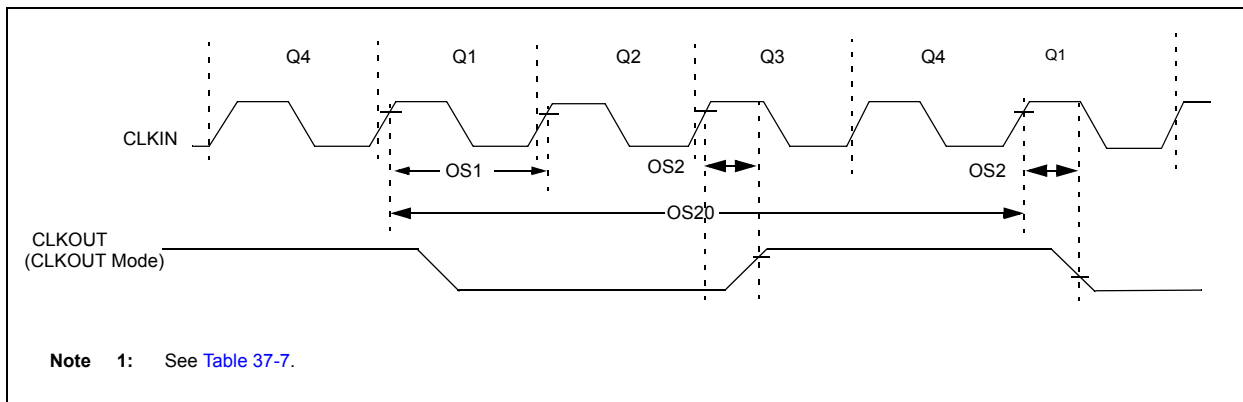 Q4 Q1 Q2 Q3 Q4 Q1
CLKIN
OS1 OS2 OS2
OS20
CLKOUT
(CLKOUT Mode)
Note 1: See Table 37-7.